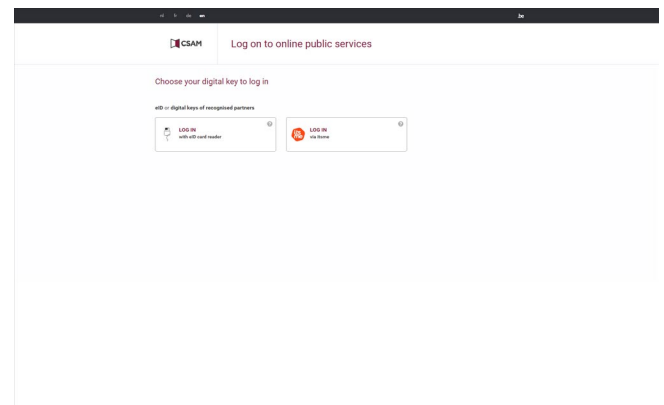 nl fr de en
be
CSAM
Log on to online public services
Choose your digital key to log in
eID or digital keys of recognised partners
LOG IN
with eID card reader
LOG IN
via itsme